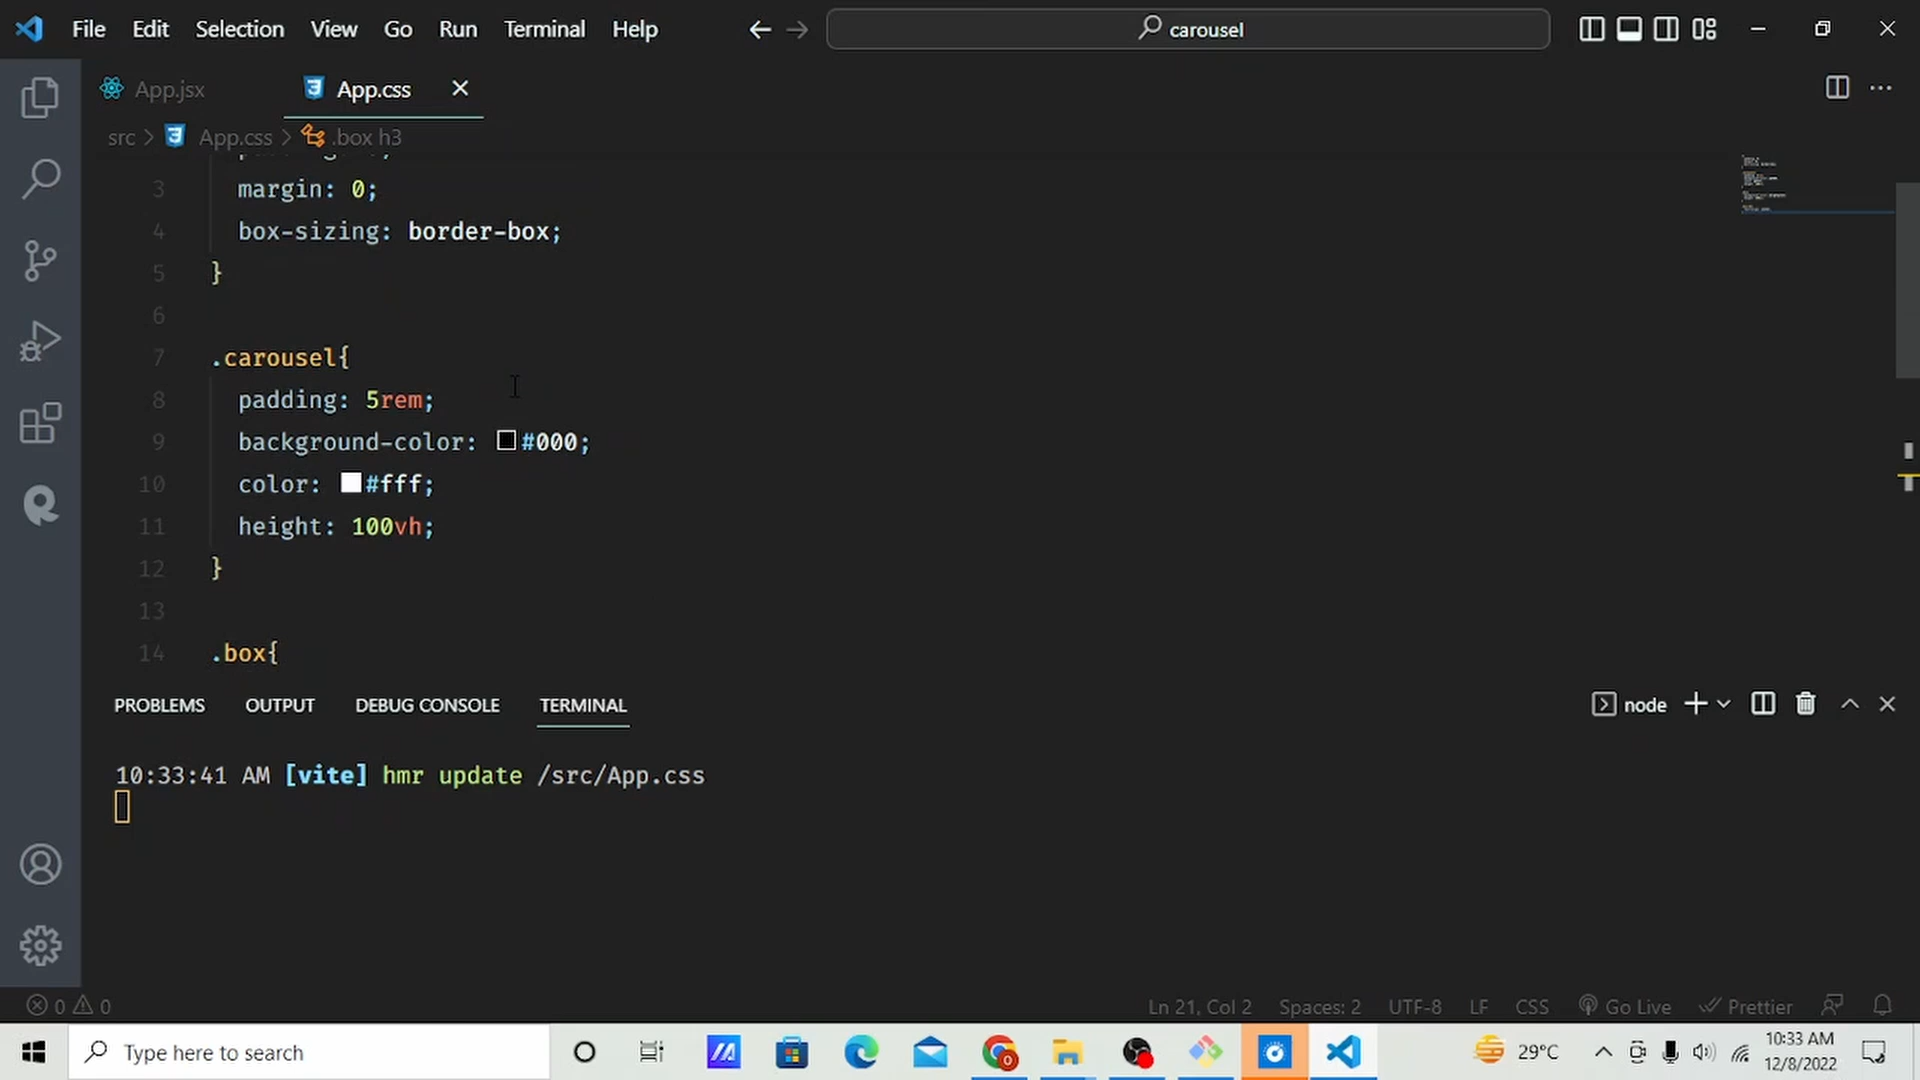 File Edit Selection View Go Run Terminal Help carousel
App.jsx App.css
src > App.css > .box h3
3 margin: 0;
4 box-sizing: border-box;
5 }
6
7 .carousel{
8 padding: 5rem;
9 background-color: #000;
10 color: #fff;
11 height: 100vh;
12 }
13
14 .box{
PROBLEMS OUTPUT DEBUG CONSOLE TERMINAL node
10:33:41 AM [vite] hmr update /src/App.css
0 0 Ln 21, Col 2 Spaces: 2 UTF-8 LF CSS Go Live Prettier
Type here to search 29°C 10:33 AM
12/8/2022